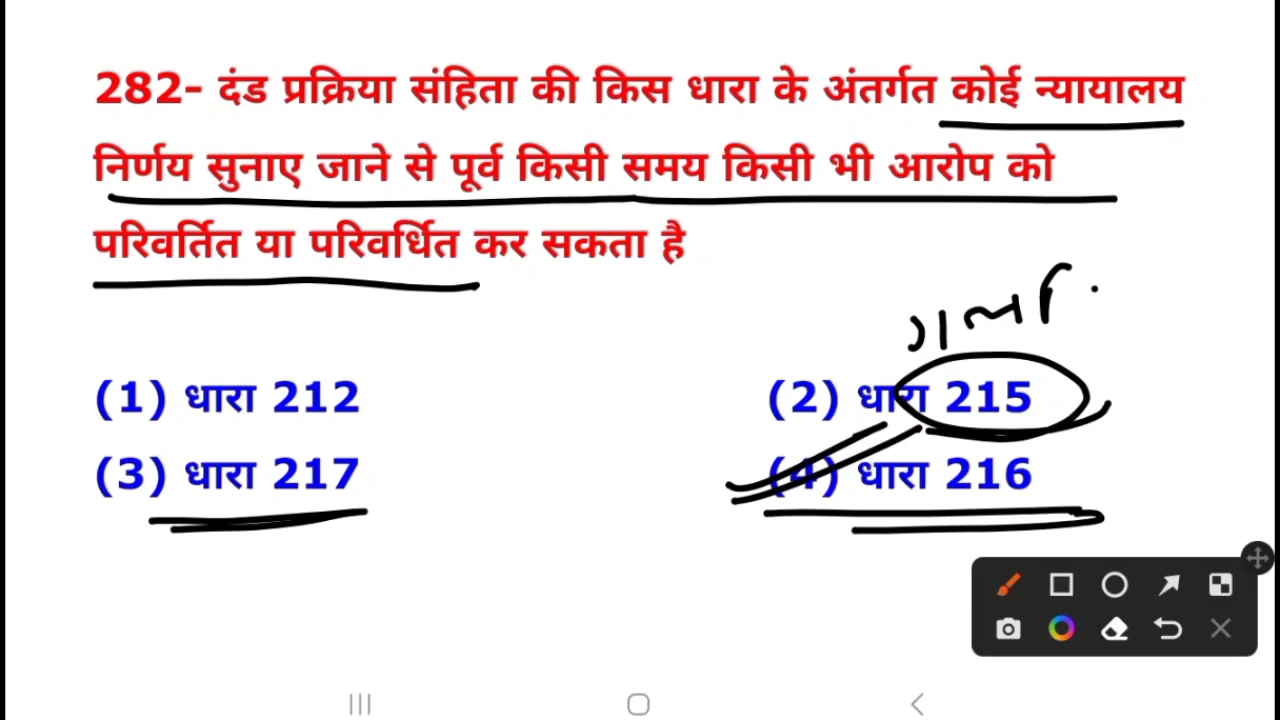 282- दंड प्रक्रिया संहिता की किस धारा के अंतर्गत कोई न्यायालय
निर्णय सुनाए जाने से पूर्व किसी समय किसी भी आरोप को
परिवर्तित या परिवर्धित कर सकता है
(1) धारा 212
(2) धारा 215
(3) धारा 217
(4) धारा 216